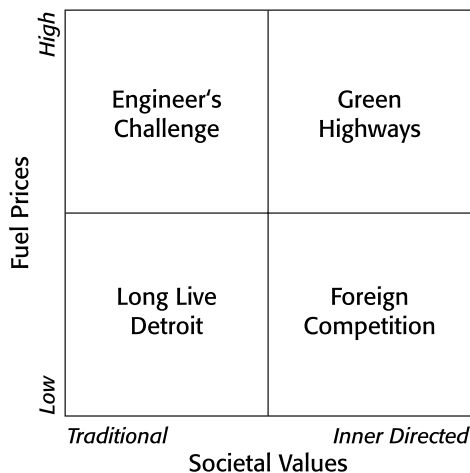 High
Engineer‘s
Challenge
Green
Highways
Fuel Prices
Long Live
Detroit
Foreign
Competition
Low
Traditional
Inner Directed
Societal Values